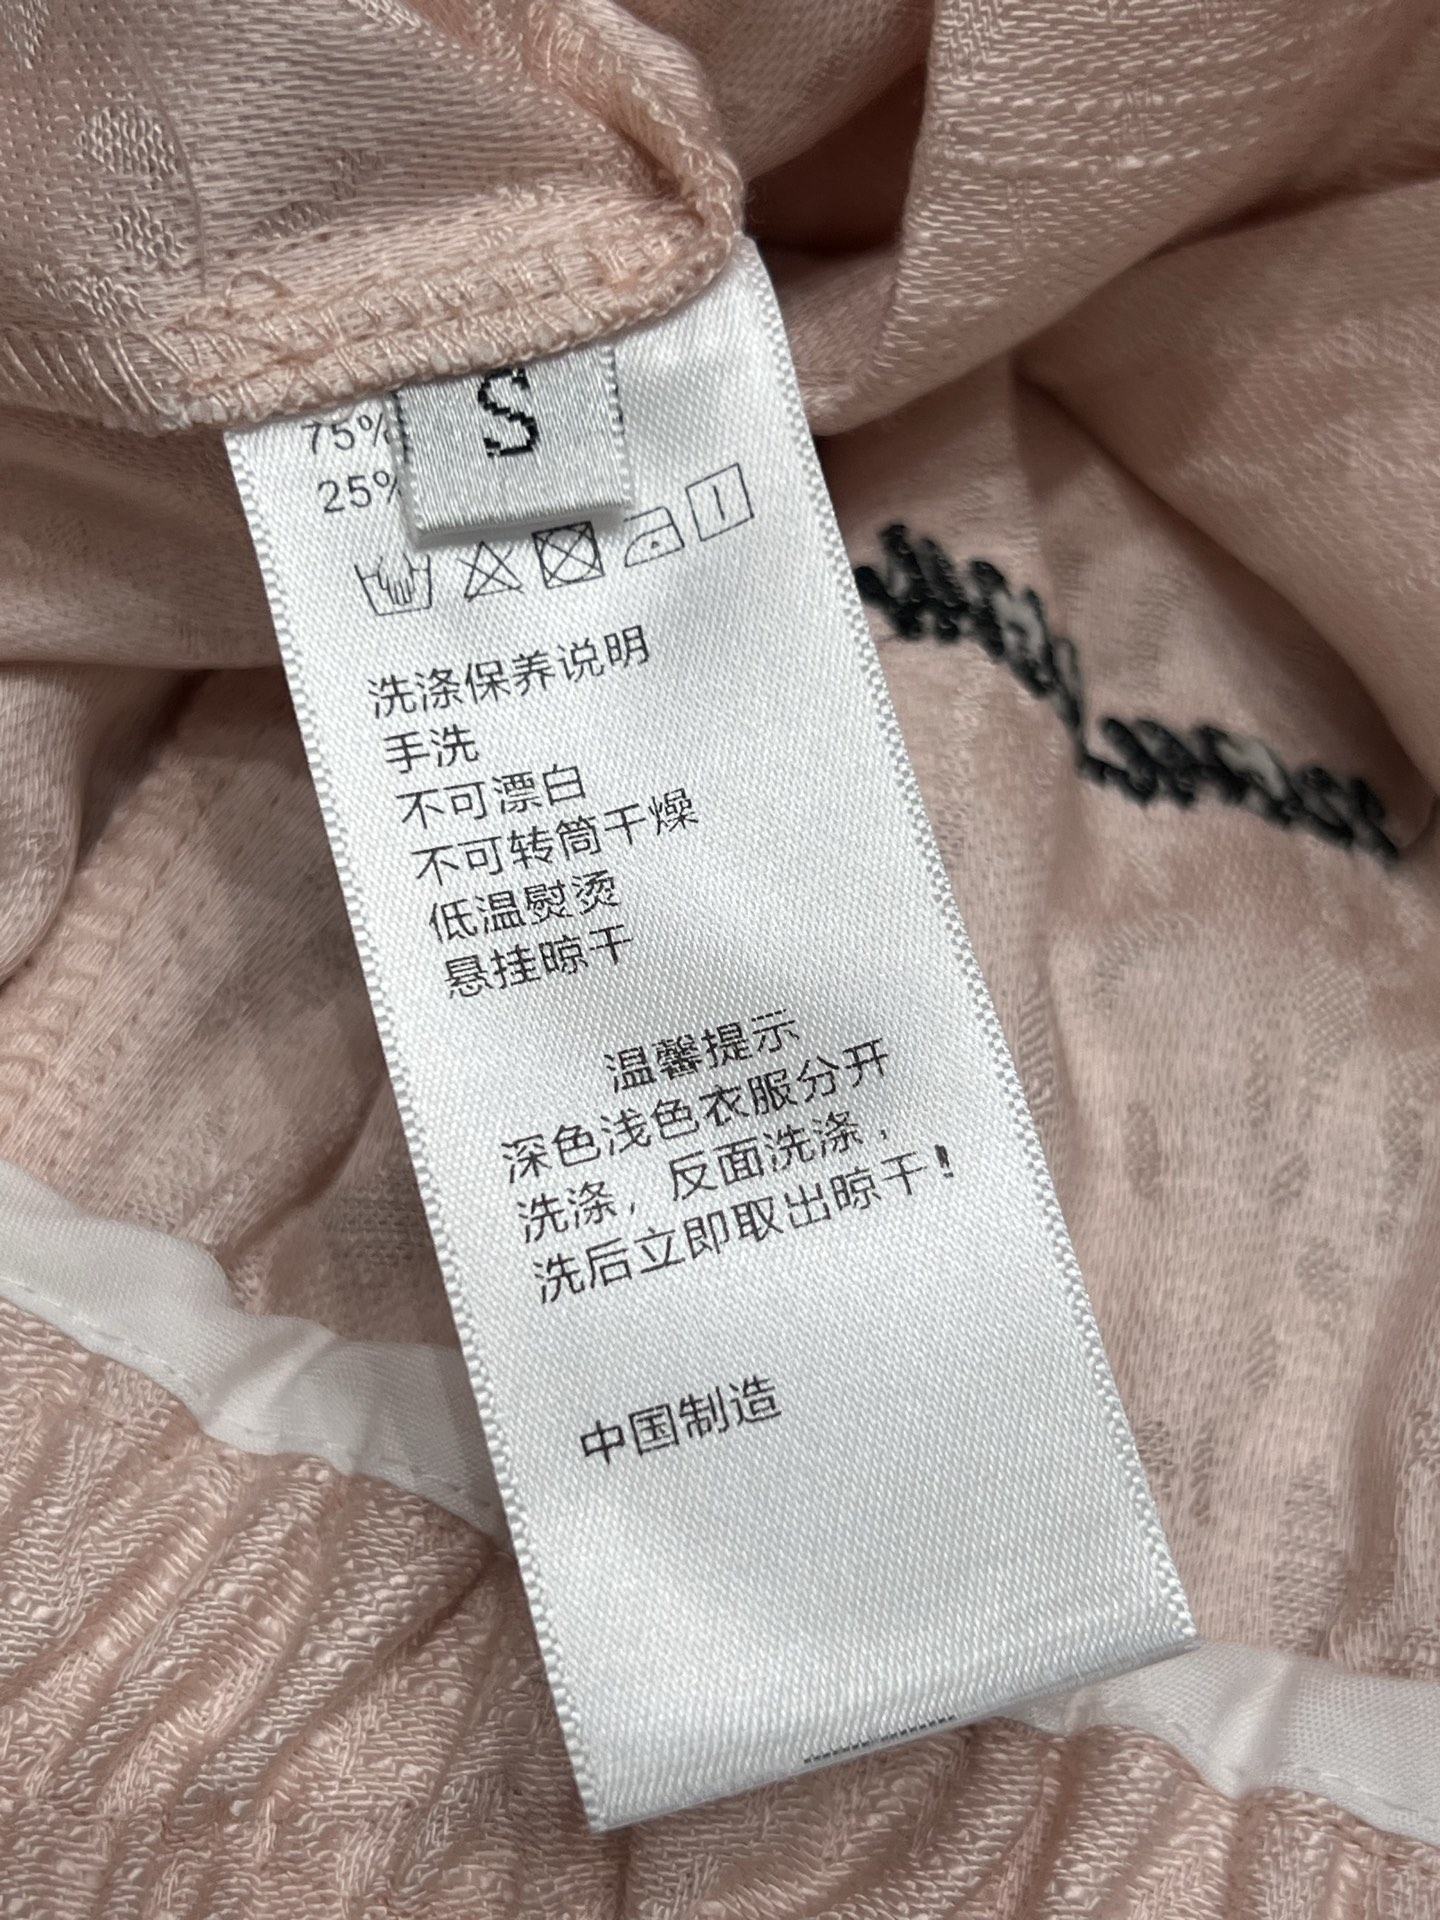 S
75%
25%
洗涤保养说明
手洗
不可漂白
不可转筒干燥
低温熨烫
悬挂晾干
温馨提示
深色浅色衣服分开
洗涤，反面洗涤，
洗后立即取出晾干！
中国制造